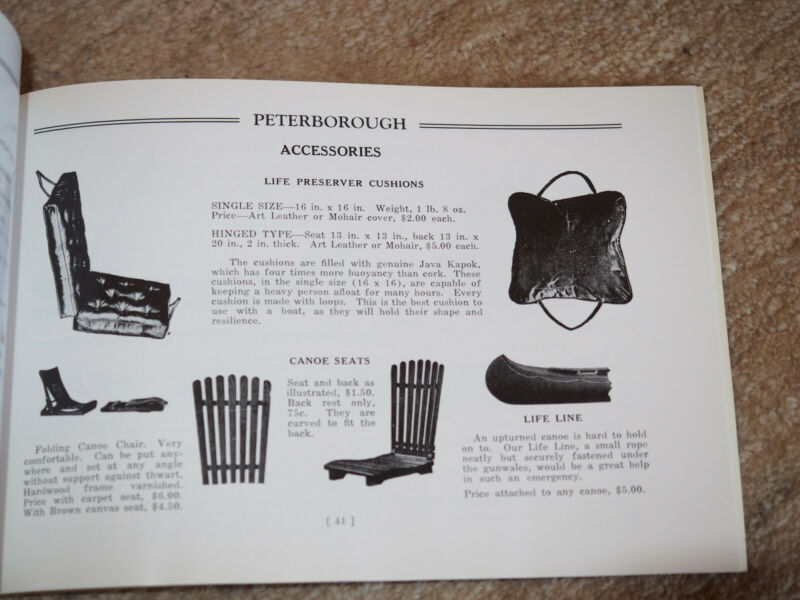 PETERBOROUGH
ACCESSORIES
LIFE PRESERVER CUSHIONS
SINGLE SIZE—16 in. x 16 in. Weight, 1 lb. 8 oz.
Price—Art Leather or Mohair cover, $2.00 each.
HINGED TYPE—Seat 13 in. x 13 in., back 13 in. x
20 in., 2 in. thick. Art Leather or Mohair, $5.00 each.
The cushions are filled with genuine Java Kapok,
which has four times more buoyancy than cork. These
cushions, in the single size (16 x 16), are capable of
keeping a heavy person afloat for many hours. Every
cushion is made with loops. This is the best cushion to
use with a boat, as they will hold their shape and
resilience.
Folding Canoe Chair. Very
comfortable. Can be put any-
where and set at any angle
without support against thwart.
Hardwood frame varnished.
Price with carpet seat, $6.00.
With Brown canvas seat, $4.50.
CANOE SEATS
Seat and back as
illustrated, $1.50.
Back rest only,
75c. They are
curved to fit the
back.
LIFE LINE
An upturned canoe is hard to hold
on to. Our Life Line, a small rope
neatly but securely fastened under
the gunwales, would be a great help
in such an emergency.
Price attached to any canoe, $5.00.
[ 41 ]